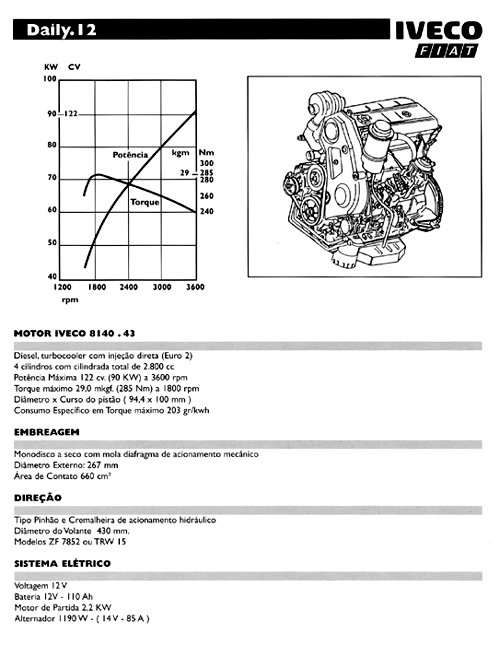 Daily.12
IVECO
FIAT
KW CV
100
90 122
80
70
60
50
40
Potência
Torque
kgm Nm
300
29 285
280
260
240
1200 1800 2400 3000 3600
rpm
MOTOR IVECO 8140 . 43
Diesel, turbocooler com injeção direta (Euro 2)
4 cilindros com cilindrada total de 2.800 cc
Potência Máxima 122 cv. (90 KW) a 3600 rpm
Torque máximo 29,0 mkgf. (285 Nm) a 1800 rpm
Diâmetro x Curso do pistão ( 94,4 x 100 mm )
Consumo Específico em Torque máximo 203 gr/kwh
EMBREAGEM
Monodisco a seco com mola diafragma de acionamento mecânico
Diâmetro Externo: 267 mm
Área de Contato 660 cm²
DIREÇÃO
Tipo Pinhão e Cremalheira de acionamento hidráulico
Diâmetro do Volante 430 mm.
Modelos ZF 7852 ou TRW 15
SISTEMA ELÉTRICO
Voltagem 12 V
Bateria 12V - 110 Ah
Motor de Partida 2.2 KW
Alternador 1190 W - ( 14 V - 85 A )